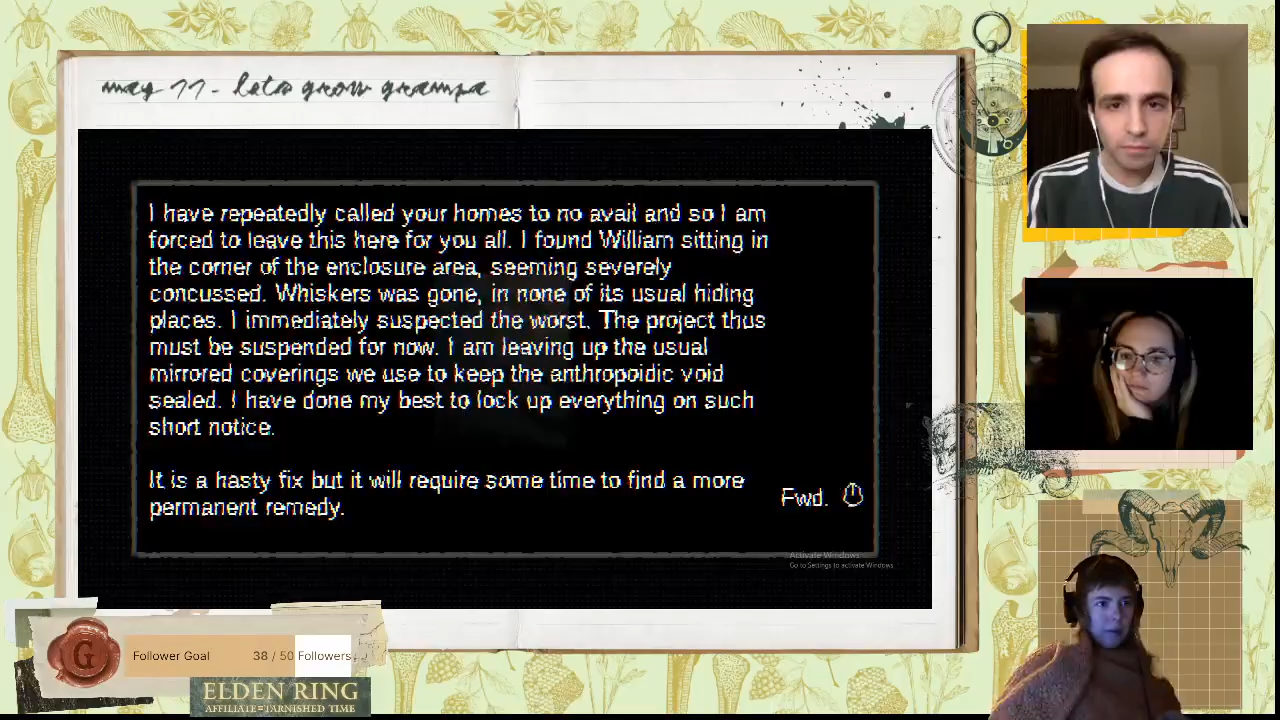 may 11 - lets grow grampa
I have repeatedly called your homes to no avail and so I am
forced to leave this here for you all. I found William sitting in
the corner of the enclosure area, seeming severely
concussed. Whiskers was gone, in none of its usual hiding
places. I immediately suspected the worst. The project thus
must be suspended for now. I am leaving up the usual
mirrored coverings we use to keep the anthropoidic void
sealed. I have done my best to lock up everything on such
short notice.
It is a hasty fix but it will require some time to find a more
permanent remedy.
Fwd.
Activate Windows
Go to Settings to activate Windows
G
Follower Goal 38 / 50 Followers
ELDEN RING
AFFILIATE=TARNISHED TIME